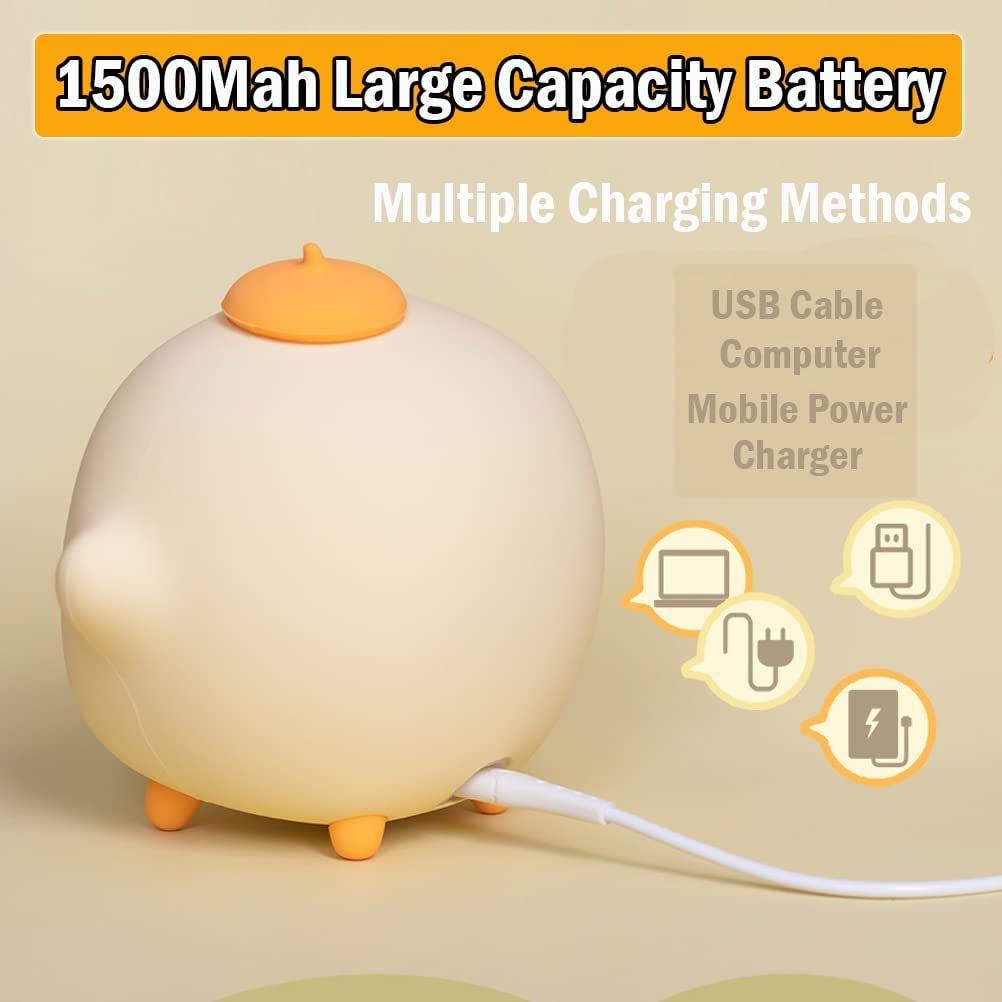 1500Mah Large Capacity Battery
Multiple Charging Methods
USB Cable
Computer
Mobile Power
Charger